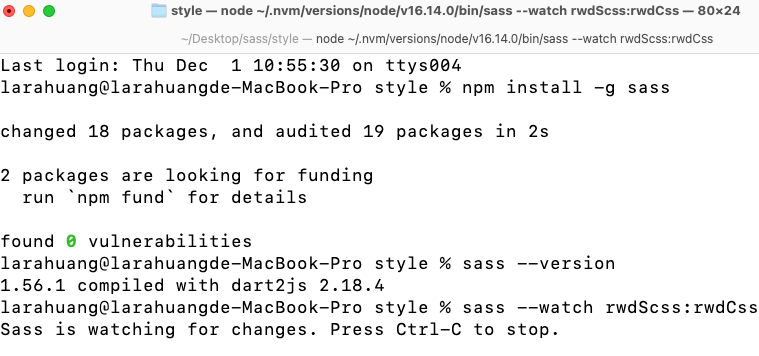 style — node ~/.nvm/versions/node/v16.14.0/bin/sass --watch rwdScss:rwdCss — 80×24
~/Desktop/sass/style — node ~/.nvm/versions/node/v16.14.0/bin/sass --watch rwdScss:rwdCss
Last login: Thu Dec  1 10:55:30 on ttys004
larahuang@larahuangde-MacBook-Pro style % npm install -g sass
changed 18 packages, and audited 19 packages in 2s
2 packages are looking for funding
  run `npm fund` for details
found 0 vulnerabilities
larahuang@larahuangde-MacBook-Pro style % sass --version
1.56.1 compiled with dart2js 2.18.4
larahuang@larahuangde-MacBook-Pro style % sass --watch rwdScss:rwdCss
Sass is watching for changes. Press Ctrl-C to stop.